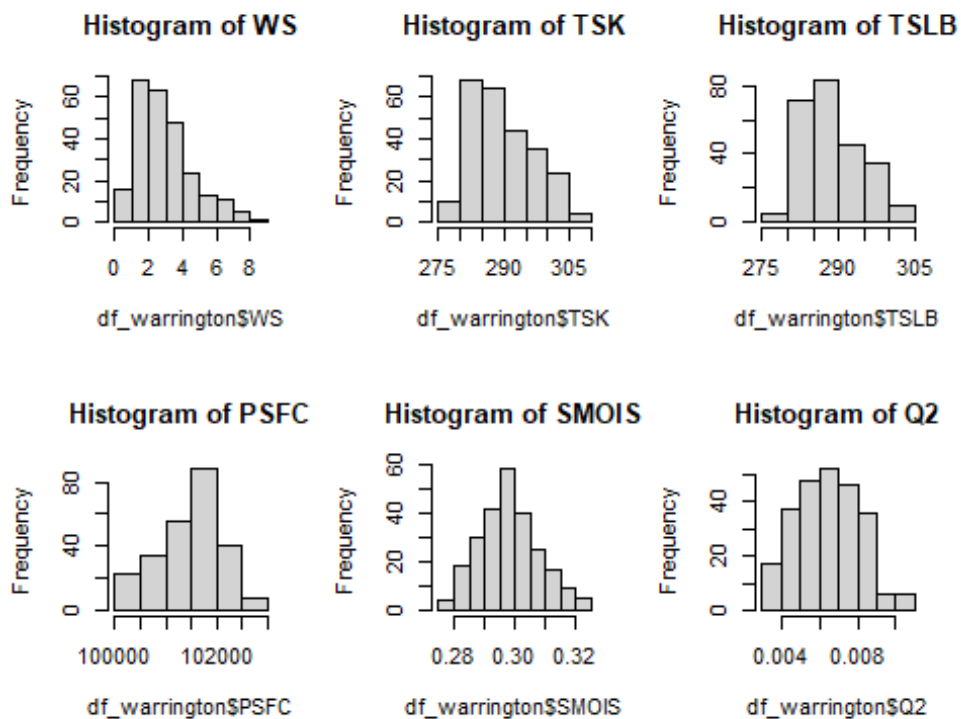 Histogram of WS
Frequency
0 20 40 60
0 2 4 6 8
df_warrington$WS
Histogram of TSK
Frequency
0 20 40 60
275 290 305
df_warrington$TSK
Histogram of TSLB
Frequency
0 40 80
275 290 305
df_warrington$TSLB
Histogram of PSFC
Frequency
0 40 80
100000 102000
df_warrington$PSFC
Histogram of SMOIS
Frequency
0 20 40 60
0.28 0.30 0.32
df_warrington$SMOIS
Histogram of Q2
Frequency
0 20 40
0.004 0.008
df_warrington$Q2